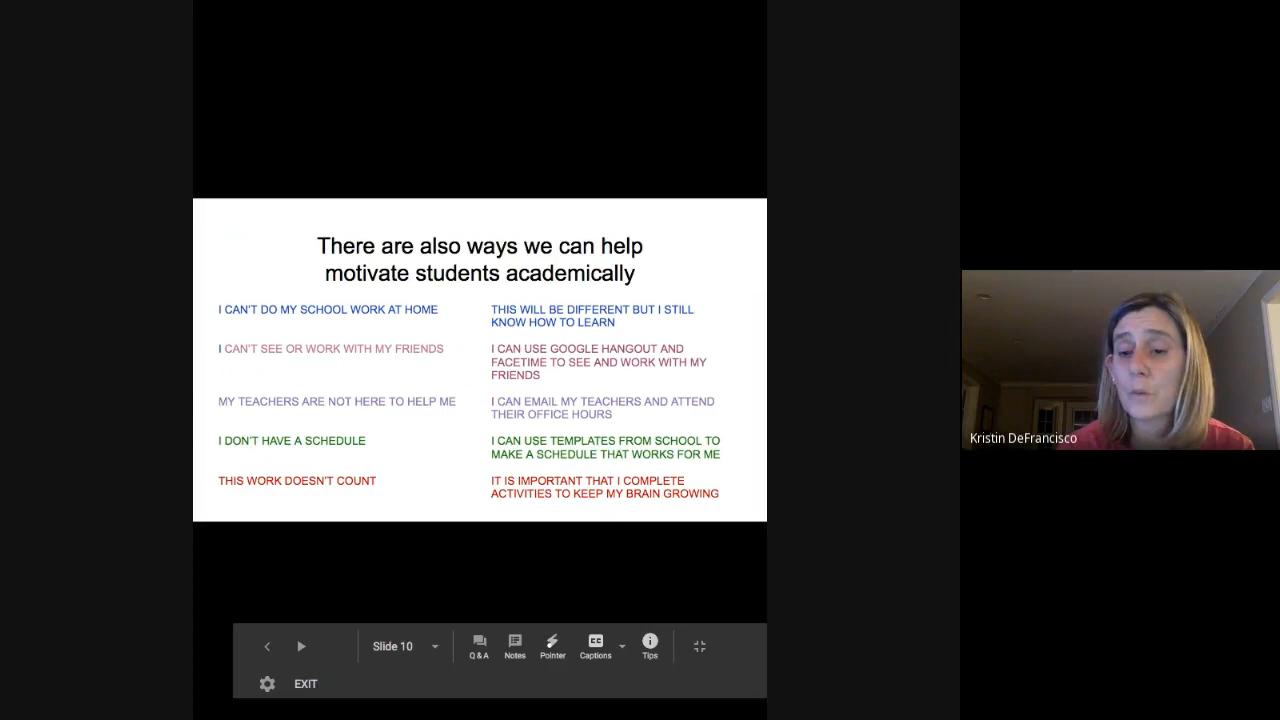 There are also ways we can help
motivate students academically
I CAN'T DO MY SCHOOL WORK AT HOME
THIS WILL BE DIFFERENT BUT I STILL
KNOW HOW TO LEARN
I CAN'T SEE OR WORK WITH MY FRIENDS
I CAN USE GOOGLE HANGOUT AND
FACETIME TO SEE AND WORK WITH MY
FRIENDS
MY TEACHERS ARE NOT HERE TO HELP ME
I CAN EMAIL MY TEACHERS AND ATTEND
THEIR OFFICE HOURS
I DON'T HAVE A SCHEDULE
I CAN USE TEMPLATES FROM SCHOOL TO
MAKE A SCHEDULE THAT WORKS FOR ME
THIS WORK DOESN'T COUNT
IT IS IMPORTANT THAT I COMPLETE
ACTIVITIES TO KEEP MY BRAIN GROWING
Kristin DeFrancisco
Slide 10
Q & A
Notes
Pointer
CC
Captions
Tips
EXIT